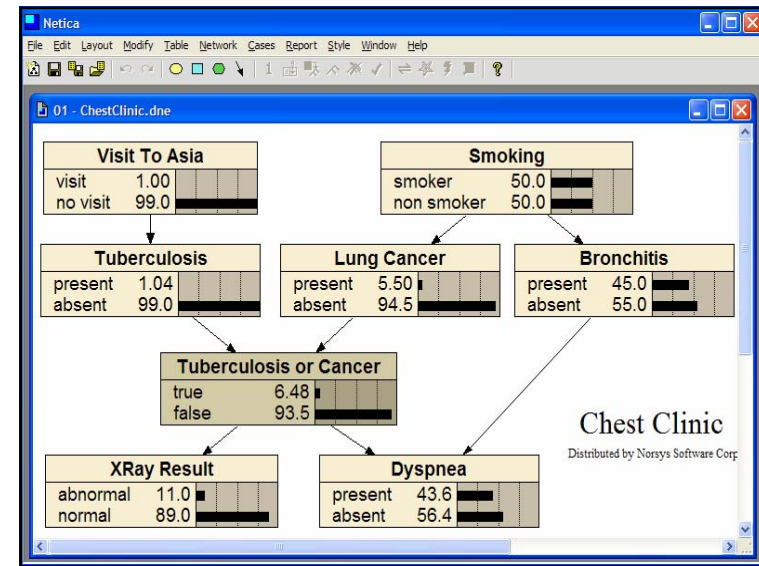 Netica
File Edit Layout Modify Table Network Cases Report Style Window Help
1 ?
01 - ChestClinic.dne
Visit To Asia
visit 1.00
no visit 99.0
Smoking
smoker 50.0
non smoker 50.0
Tuberculosis
present 1.04
absent 99.0
Lung Cancer
present 5.50
absent 94.5
Bronchitis
present 45.0
absent 55.0
Tuberculosis or Cancer
true 6.48
false 93.5
Chest Clinic
Distributed by Norsys Software Corp
XRay Result
abnormal 11.0
normal 89.0
Dyspnea
present 43.6
absent 56.4